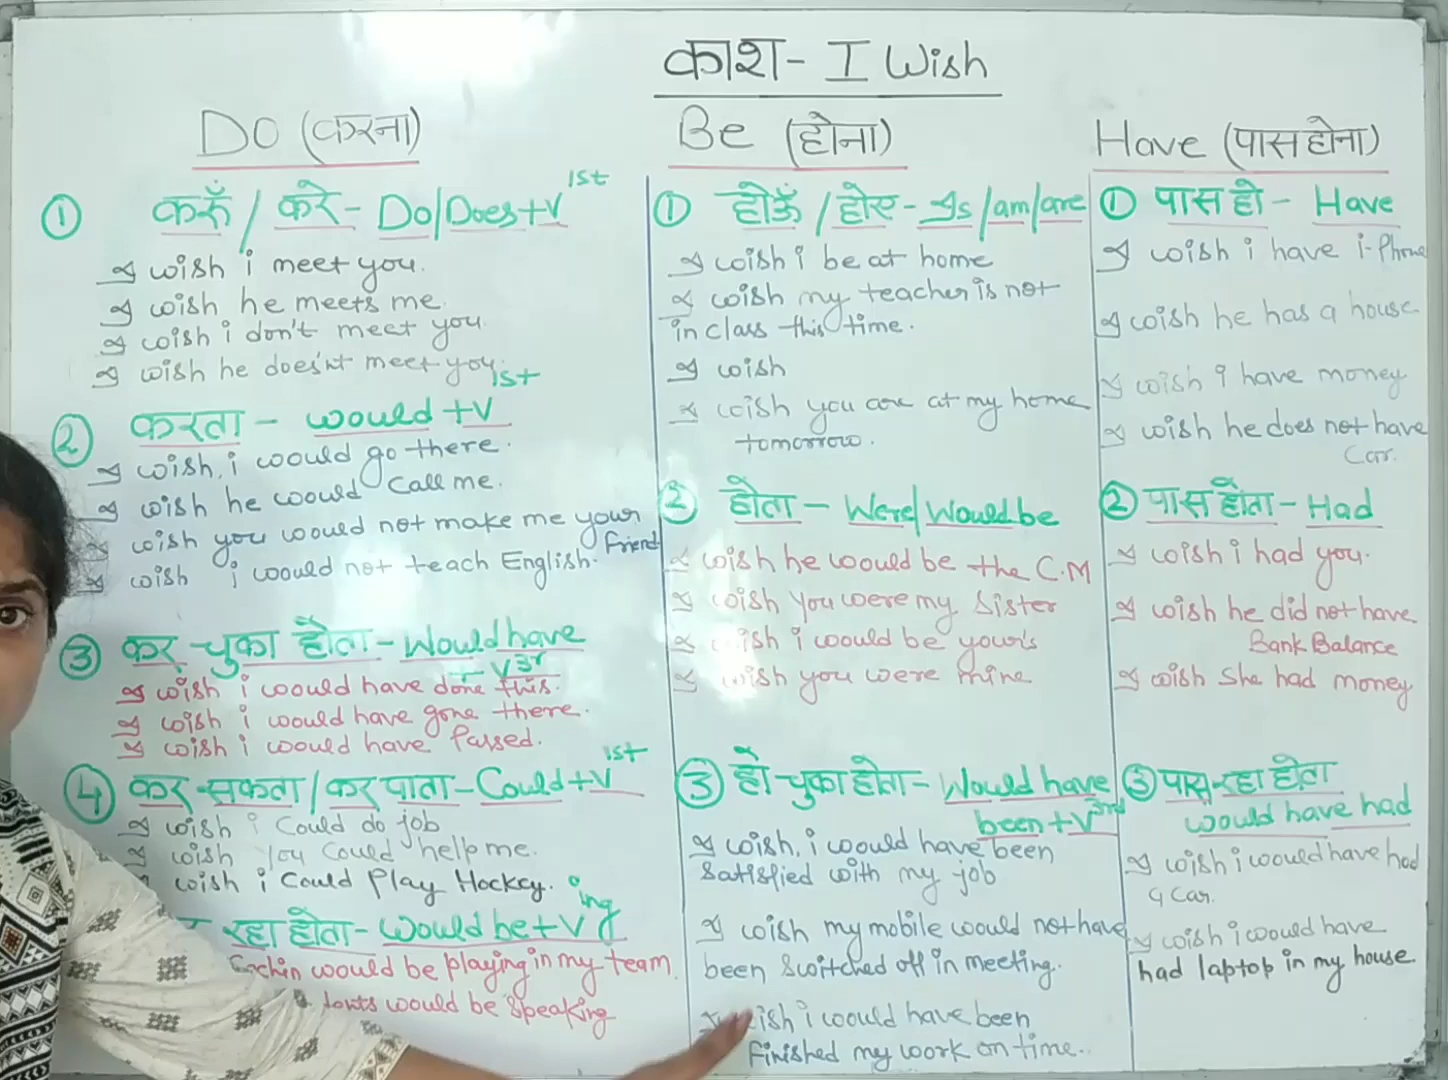 काश - I Wish
Do (करना)
① करूँ / करे - Do/Does+V 1st
I wish i meet you.
I wish he meets me.
I wish i don't meet you.
I wish he does'nt meet you.
② करता - would +V 1st
I wish, i would go there.
I wish he would call me.
I wish you would not make me your
friend
I wish i would not teach English.
③ कर चुका होता - Would have
+ V3r
I wish i would have done this.
I wish i would have gone there.
I wish i would have Passed.
④ कर सकता / कर पाता - Could+V 1st
I wish i could do job
I wish you could help me.
wish i could Play Hockey.
रहा होता - Would be + V ing
Sachin would be playing in my team.
would be speaking
Be (होना)
① होऊँ / होए - Is/am/are
I wish i be at home
I wish my teacher is not
in class this time.
I wish
I wish you are at my home
tomorrow.
② होता - Were/Would be
I wish he would be the C.M
I wish you were my Sister
I wish i would be your's
I wish you were mine
③ हो चुका होता - Would have
been + V 3rd
I wish, i would have been
Satisfied with my job
I wish my mobile would not have
been Switched off in meeting.
I wish i would have been
finished my work on time..
Have (पास होना)
① पास हो - Have
I wish i have i-Phone
I wish he has a house.
I wish I have money
I wish he does not have
Car.
② पास होता - Had
I wish i had you.
I wish he did not have
Bank Balance
I wish She had money
③ पास रहा होता
would have had
I wish i would have had
a Car.
I wish i would have
had laptop in my house.